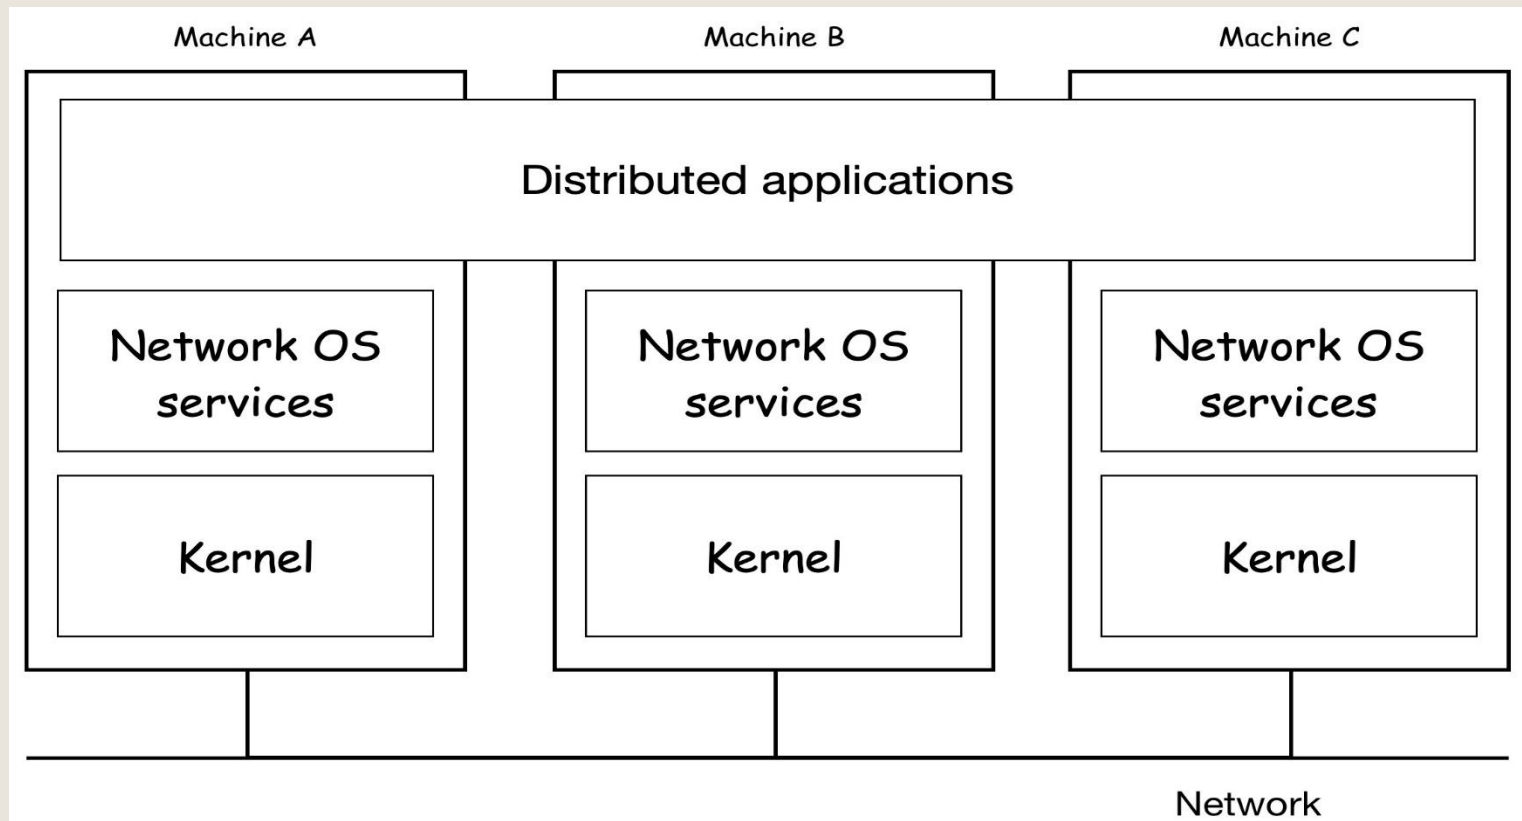 Machine A
Machine B
Machine C
Distributed applications
Network OS
services
Network OS
services
Network OS
services
Kernel
Kernel
Kernel
Network